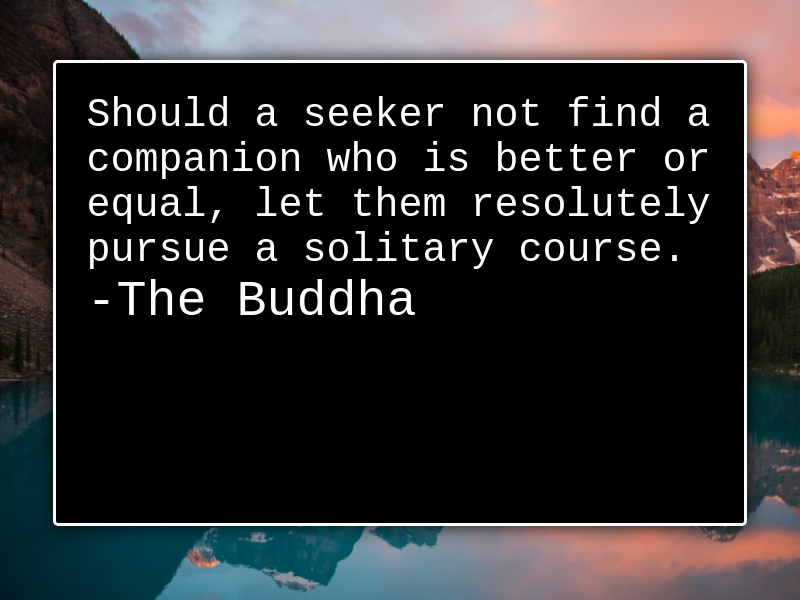 Should a seeker not find a
companion who is better or
equal, let them resolutely
pursue a solitary course.
-The Buddha